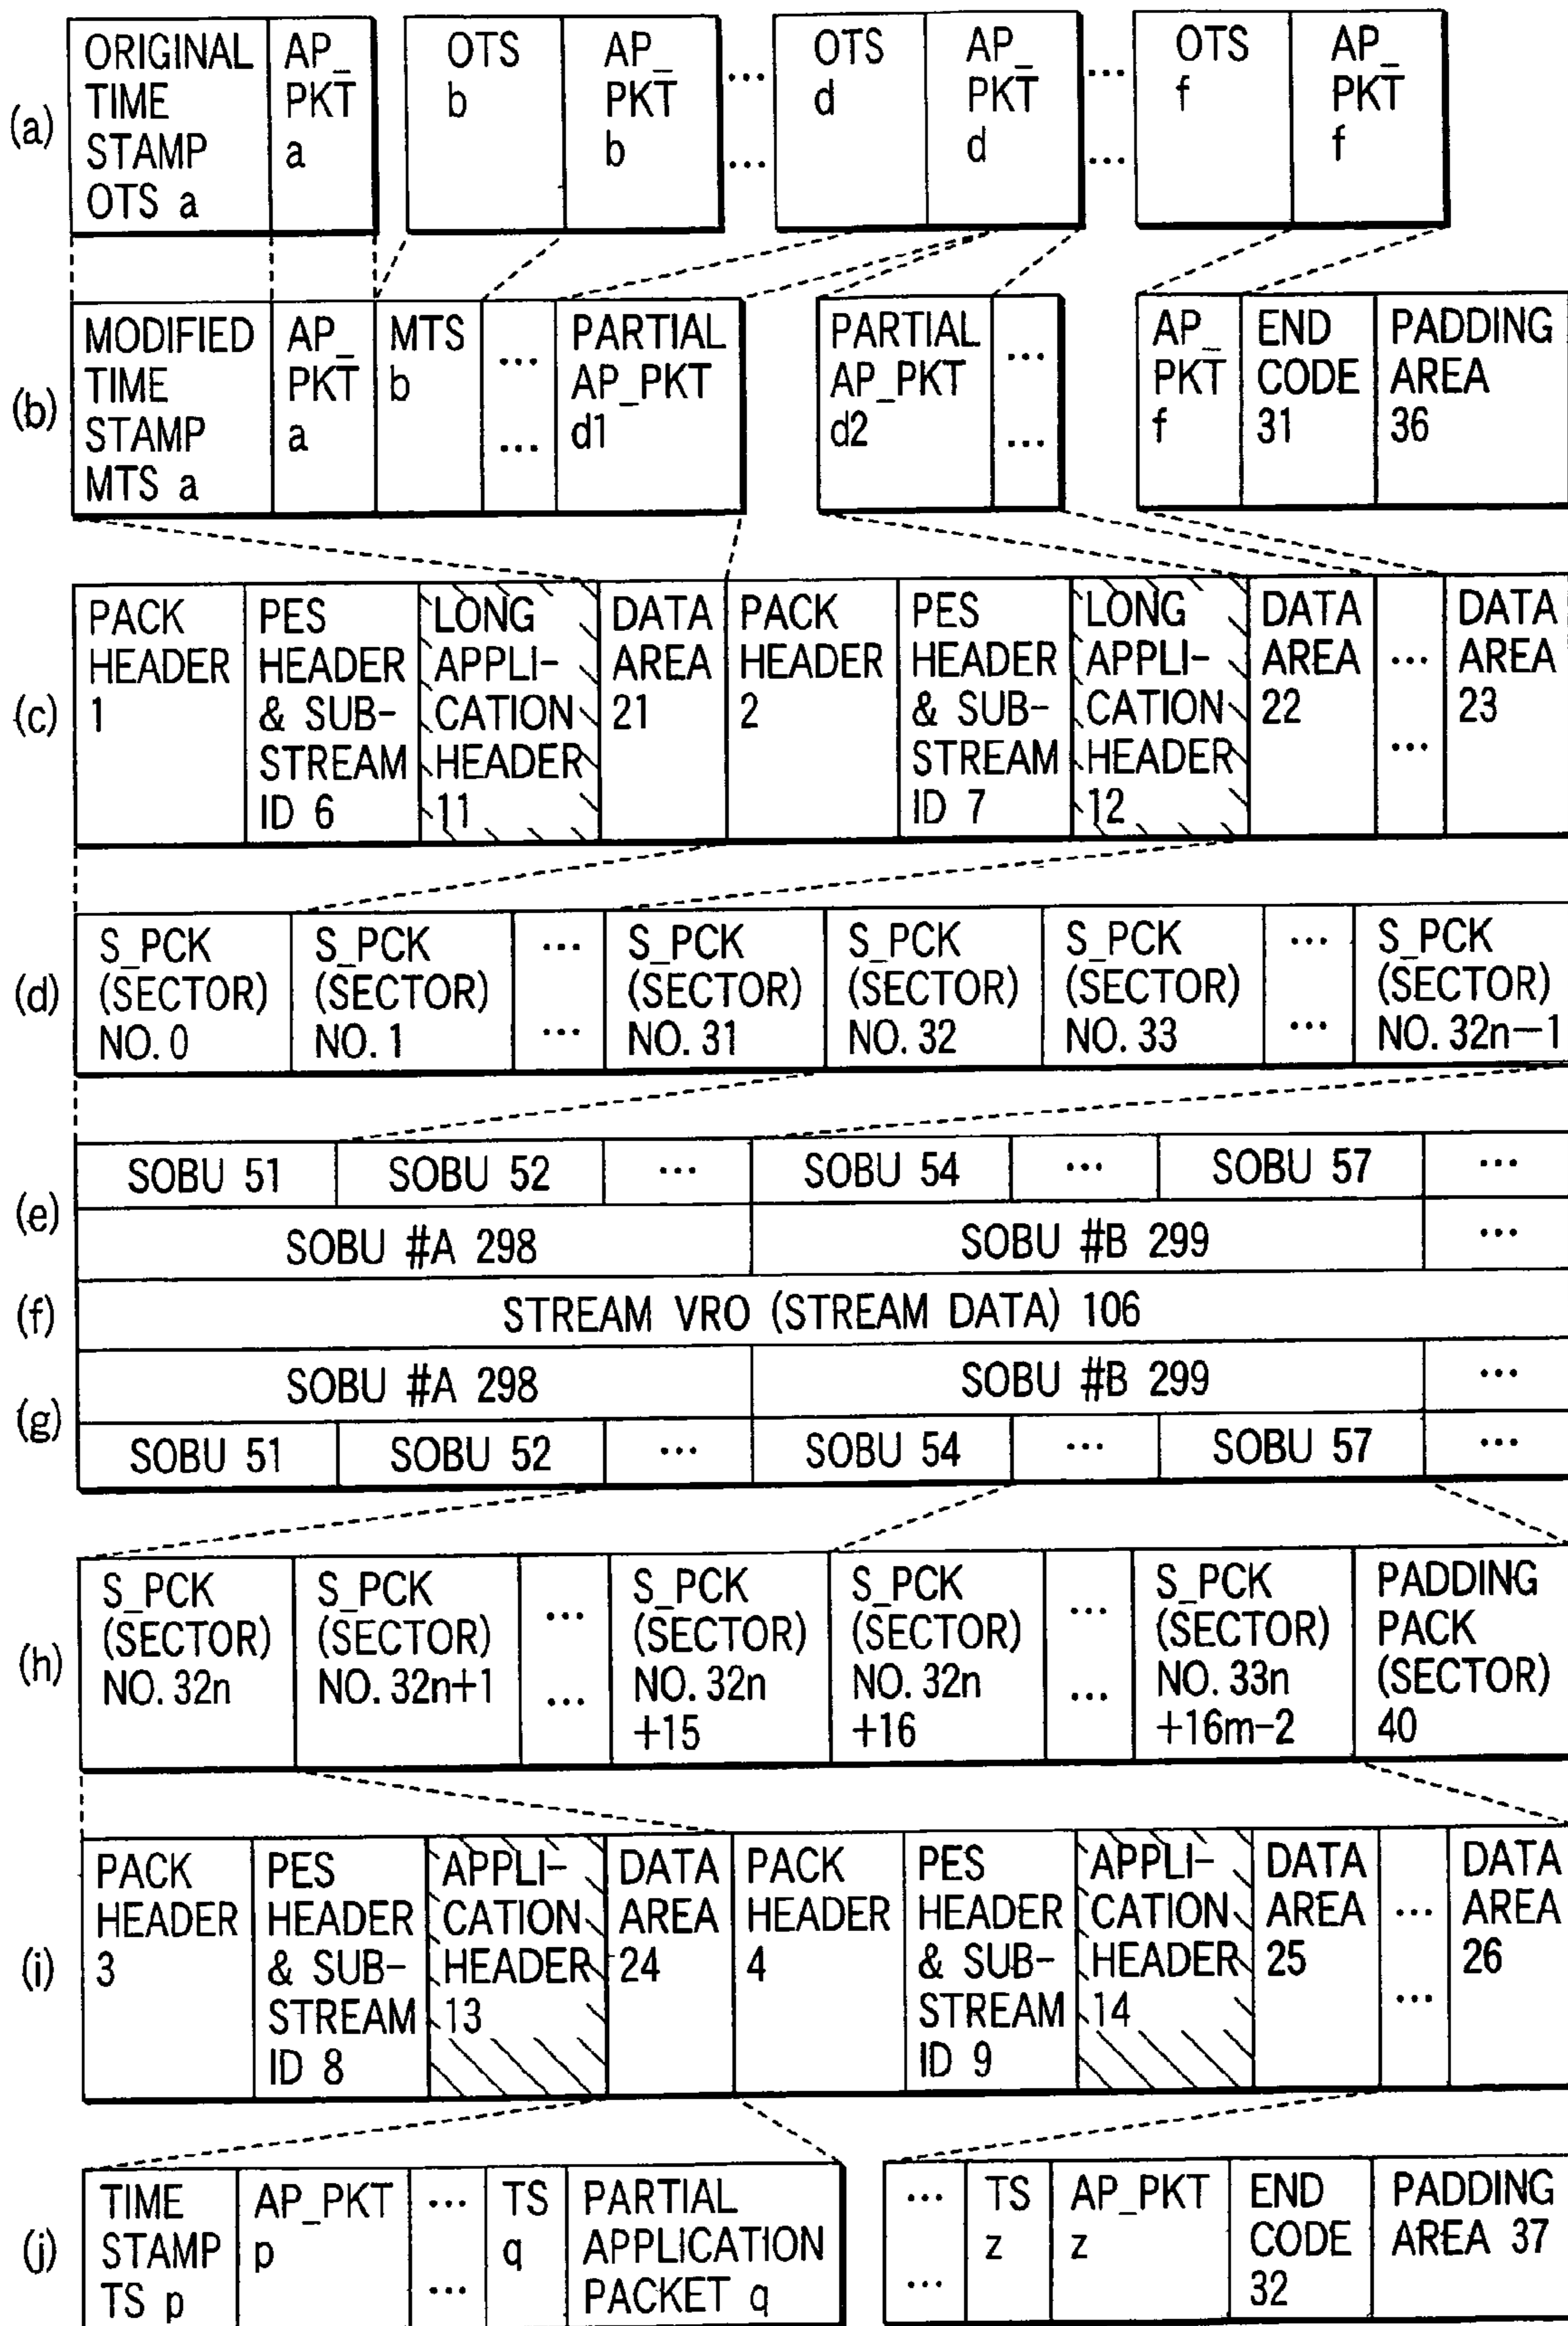 (a)
ORIGINAL
TIME
STAMP
OTS a
AP_
PKT
a
OTS
b
AP_
PKT
b
...
...
OTS
d
AP_
PKT
d
...
...
OTS
f
AP_
PKT
f
(b)
MODIFIED
TIME
STAMP
MTS a
AP_
PKT
a
MTS
b
...
...
PARTIAL
AP_PKT
d1
PARTIAL
AP_PKT
d2
...
...
AP_
PKT
f
END
CODE
31
PADDING
AREA
36
(c)
PACK
HEADER
1
PES
HEADER
& SUB-
STREAM
ID 6
LONG
APPLI-
CATION
HEADER
11
DATA
AREA
21
PACK
HEADER
2
PES
HEADER
& SUB-
STREAM
ID 7
LONG
APPLI-
CATION
HEADER
12
DATA
AREA
22
...
...
DATA
AREA
23
(d)
S_PCK
(SECTOR)
NO. 0
S_PCK
(SECTOR)
NO. 1
...
...
S_PCK
(SECTOR)
NO. 31
S_PCK
(SECTOR)
NO. 32
S_PCK
(SECTOR)
NO. 33
...
...
S_PCK
(SECTOR)
NO. 32n−1
(e)
SOBU 51
SOBU 52
...
SOBU 54
...
SOBU 57
...
SOBU #A 298
SOBU #B 299
...
(f)
STREAM VRO (STREAM DATA) 106
(g)
SOBU #A 298
SOBU #B 299
...
SOBU 51
SOBU 52
...
SOBU 54
...
SOBU 57
...
(h)
S_PCK
(SECTOR)
NO. 32n
S_PCK
(SECTOR)
NO. 32n+1
...
...
S_PCK
(SECTOR)
NO. 32n
+15
S_PCK
(SECTOR)
NO. 32n
+16
...
...
S_PCK
(SECTOR)
NO. 33n
+16m−2
PADDING
PACK
(SECTOR)
40
(i)
PACK
HEADER
3
PES
HEADER
& SUB-
STREAM
ID 8
APPLI-
CATION
HEADER
13
DATA
AREA
24
PACK
HEADER
4
PES
HEADER
& SUB-
STREAM
ID 9
APPLI-
CATION
HEADER
14
DATA
AREA
25
...
...
DATA
AREA
26
(j)
TIME
STAMP
TS p
AP_PKT
p
...
...
TS
q
PARTIAL
APPLICATION
PACKET q
...
...
TS
z
AP_PKT
z
END
CODE
32
PADDING
AREA 37